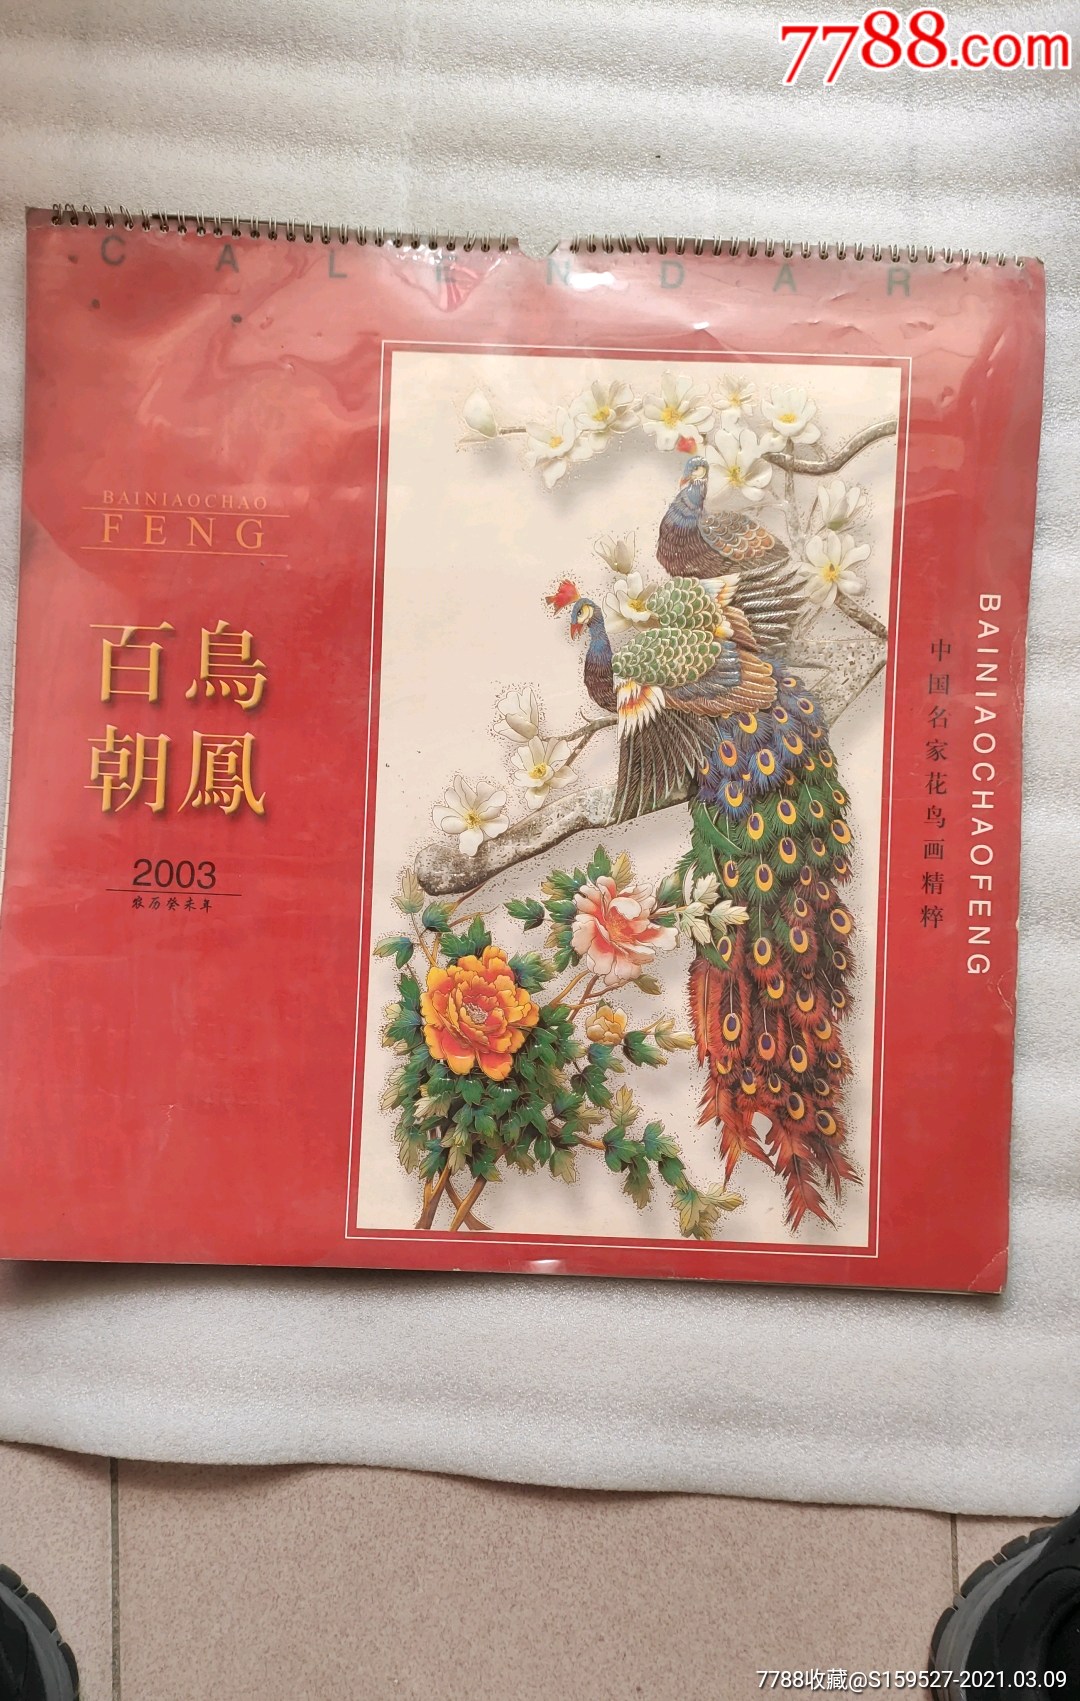 7788.com
CALENDAR
BAINIAOCHAO
FENG
百鳥
朝鳳
2003
农历癸未年
中国名家花鸟画精粹
BAINIAOCHAOFENG
7788收藏@S159527-2021.03.09